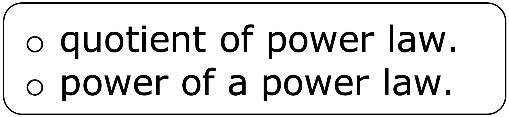 ○ quotient of power law.
○ power of a power law.